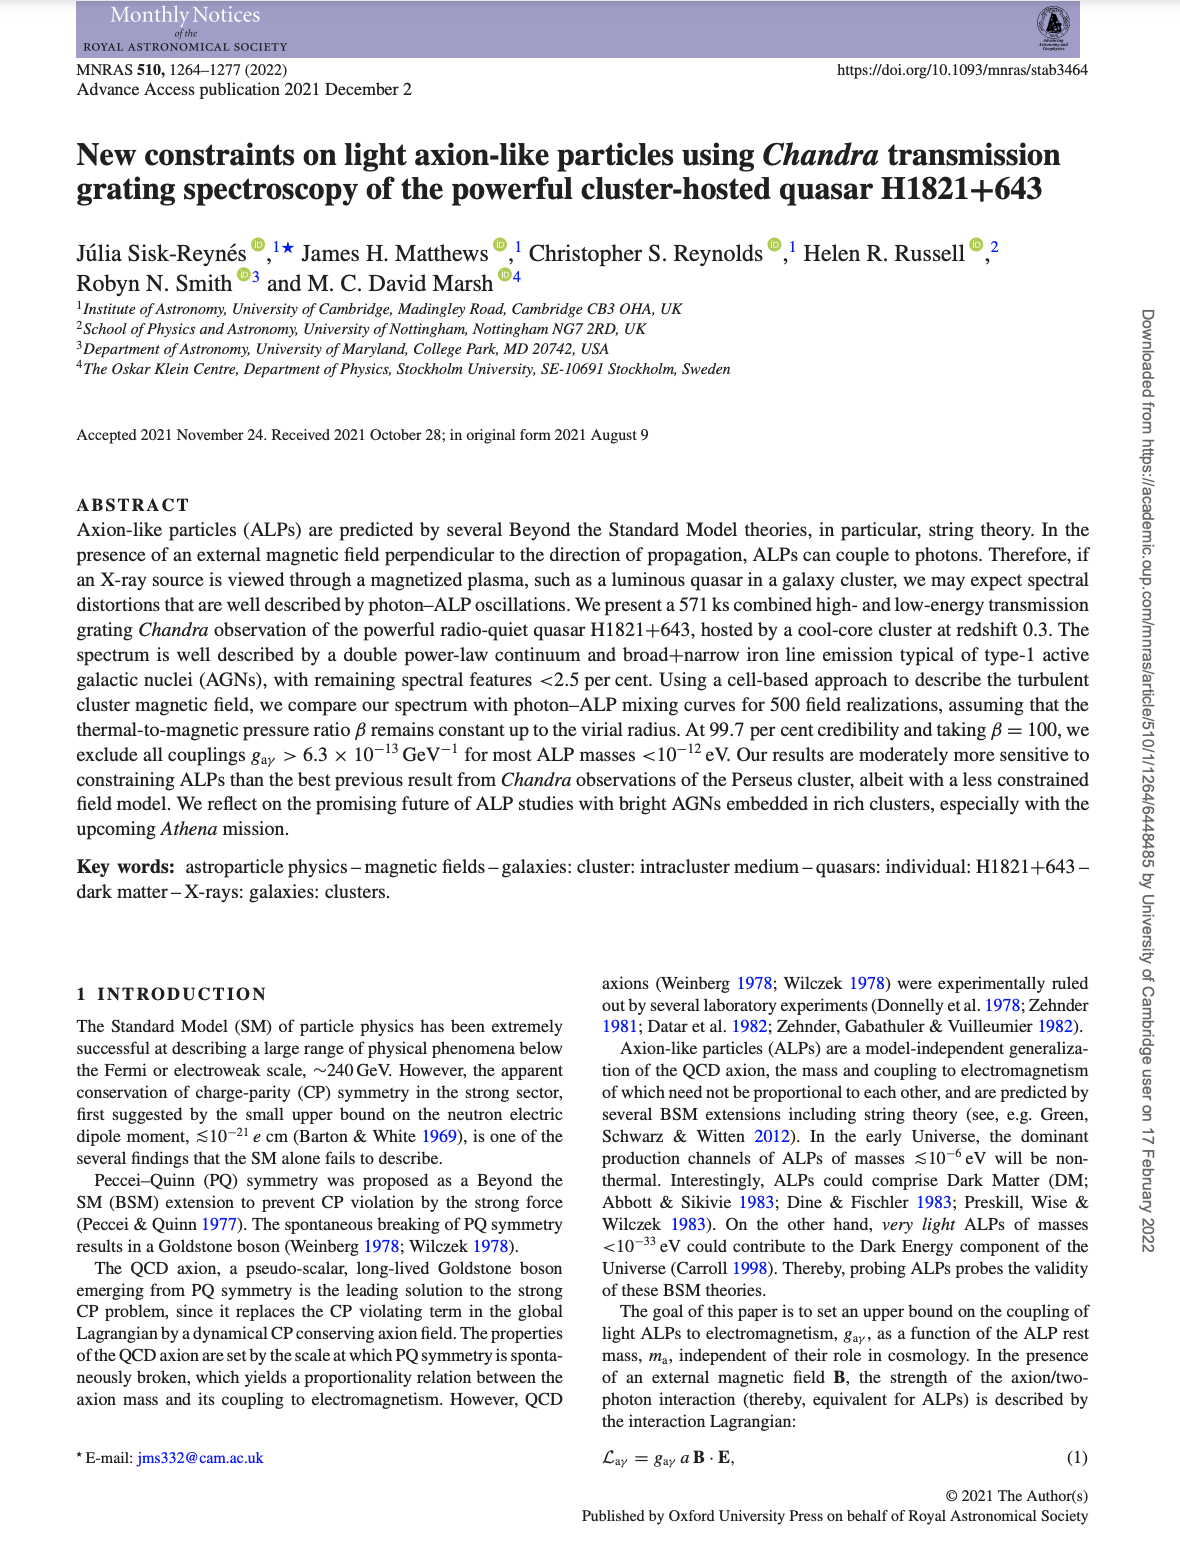 Monthly Notices
of the
ROYAL ASTRONOMICAL SOCIETY
MNRAS 510, 1264–1277 (2022)
https://doi.org/10.1093/mnras/stab3464
Advance Access publication 2021 December 2
New constraints on light axion-like particles using Chandra transmission
grating spectroscopy of the powerful cluster-hosted quasar H1821+643
Júlia Sisk-Reynés iD,1★ James H. Matthews iD,1 Christopher S. Reynolds iD,1 Helen R. Russell iD,2
Robyn N. Smith iD3 and M. C. David Marsh iD4
1Institute of Astronomy, University of Cambridge, Madingley Road, Cambridge CB3 OHA, UK
2School of Physics and Astronomy, University of Nottingham, Nottingham NG7 2RD, UK
3Department of Astronomy, University of Maryland, College Park, MD 20742, USA
4The Oskar Klein Centre, Department of Physics, Stockholm University, SE-10691 Stockholm, Sweden
Accepted 2021 November 24. Received 2021 October 28; in original form 2021 August 9
ABSTRACT
Axion-like particles (ALPs) are predicted by several Beyond the Standard Model theories, in particular, string theory. In the
presence of an external magnetic field perpendicular to the direction of propagation, ALPs can couple to photons. Therefore, if
an X-ray source is viewed through a magnetized plasma, such as a luminous quasar in a galaxy cluster, we may expect spectral
distortions that are well described by photon–ALP oscillations. We present a 571 ks combined high- and low-energy transmission
grating Chandra observation of the powerful radio-quiet quasar H1821+643, hosted by a cool-core cluster at redshift 0.3. The
spectrum is well described by a double power-law continuum and broad+narrow iron line emission typical of type-1 active
galactic nuclei (AGNs), with remaining spectral features <2.5 per cent. Using a cell-based approach to describe the turbulent
cluster magnetic field, we compare our spectrum with photon–ALP mixing curves for 500 field realizations, assuming that the
thermal-to-magnetic pressure ratio β remains constant up to the virial radius. At 99.7 per cent credibility and taking β = 100, we
exclude all couplings gaγ > 6.3 × 10−13 GeV−1 for most ALP masses <10−12 eV. Our results are moderately more sensitive to
constraining ALPs than the best previous result from Chandra observations of the Perseus cluster, albeit with a less constrained
field model. We reflect on the promising future of ALP studies with bright AGNs embedded in rich clusters, especially with the
upcoming Athena mission.
Key words: astroparticle physics – magnetic fields – galaxies: cluster: intracluster medium – quasars: individual: H1821+643 –
dark matter – X-rays: galaxies: clusters.
1 INTRODUCTION
The Standard Model (SM) of particle physics has been extremely
successful at describing a large range of physical phenomena below
the Fermi or electroweak scale, ∼240 GeV. However, the apparent
conservation of charge-parity (CP) symmetry in the strong sector,
first suggested by the small upper bound on the neutron electric
dipole moment, ≲10−21 e cm (Barton & White 1969), is one of the
several findings that the SM alone fails to describe.
Peccei–Quinn (PQ) symmetry was proposed as a Beyond the
SM (BSM) extension to prevent CP violation by the strong force
(Peccei & Quinn 1977). The spontaneous breaking of PQ symmetry
results in a Goldstone boson (Weinberg 1978; Wilczek 1978).
The QCD axion, a pseudo-scalar, long-lived Goldstone boson
emerging from PQ symmetry is the leading solution to the strong
CP problem, since it replaces the CP violating term in the global
Lagrangian by a dynamical CP conserving axion field. The properties
of the QCD axion are set by the scale at which PQ symmetry is sponta-
neously broken, which yields a proportionality relation between the
axion mass and its coupling to electromagnetism. However, QCD
★ E-mail: jms332@cam.ac.uk
axions (Weinberg 1978; Wilczek 1978) were experimentally ruled
out by several laboratory experiments (Donnelly et al. 1978; Zehnder
1981; Datar et al. 1982; Zehnder, Gabathuler & Vuilleumier 1982).
Axion-like particles (ALPs) are a model-independent generaliza-
tion of the QCD axion, the mass and coupling to electromagnetism
of which need not be proportional to each other, and are predicted by
several BSM extensions including string theory (see, e.g. Green,
Schwarz & Witten 2012). In the early Universe, the dominant
production channels of ALPs of masses ≲10−6 eV will be non-
thermal. Interestingly, ALPs could comprise Dark Matter (DM;
Abbott & Sikivie 1983; Dine & Fischler 1983; Preskill, Wise &
Wilczek 1983). On the other hand, very light ALPs of masses
<10−33 eV could contribute to the Dark Energy component of the
Universe (Carroll 1998). Thereby, probing ALPs probes the validity
of these BSM theories.
The goal of this paper is to set an upper bound on the coupling of
light ALPs to electromagnetism, gaγ, as a function of the ALP rest
mass, ma, independent of their role in cosmology. In the presence
of an external magnetic field B, the strength of the axion/two-
photon interaction (thereby, equivalent for ALPs) is described by
the interaction Lagrangian:
ℒaγ = gaγ a B · E, (1)
© 2021 The Author(s)
Published by Oxford University Press on behalf of Royal Astronomical Society
Downloaded from https://academic.oup.com/mnras/article/510/1/1264/6448485 by University of Cambridge user on 17 February 2022